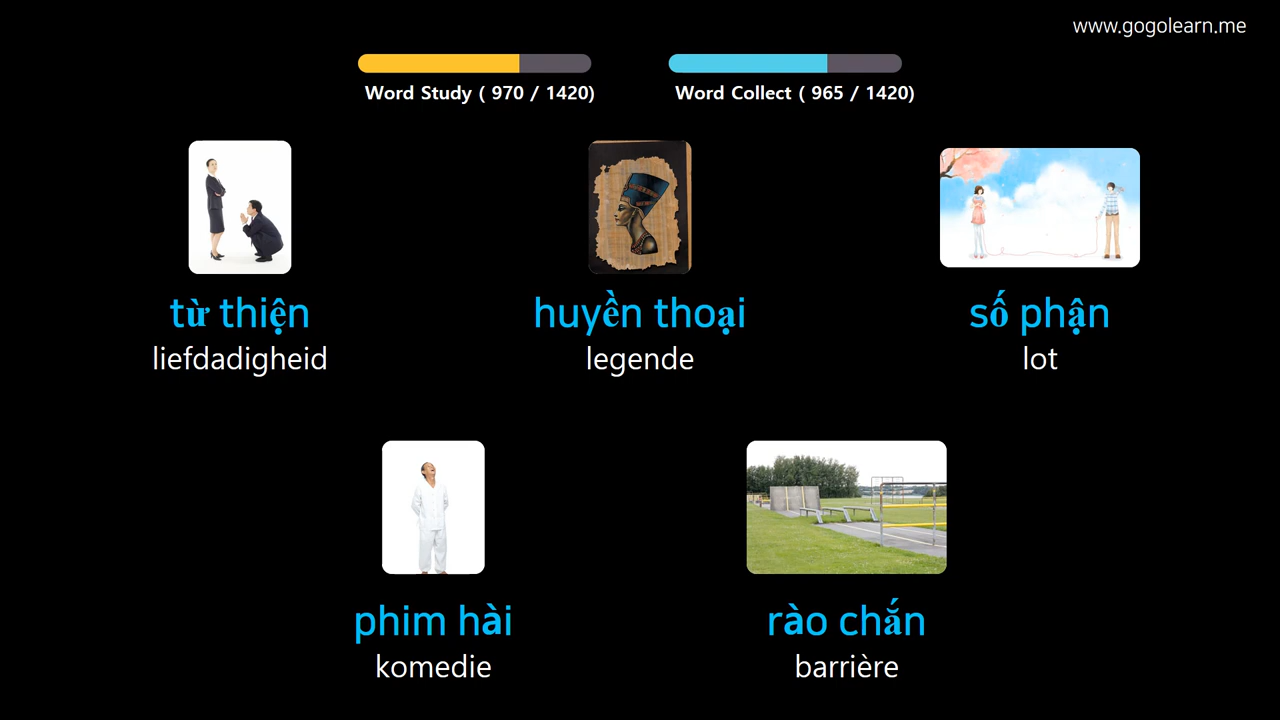 www.gogolearn.me
Word Study ( 970 / 1420)
Word Collect ( 965 / 1420)
từ thiện
liefdadigheid
huyền thoại
legende
số phận
lot
phim hài
komedie
rào chắn
barrière